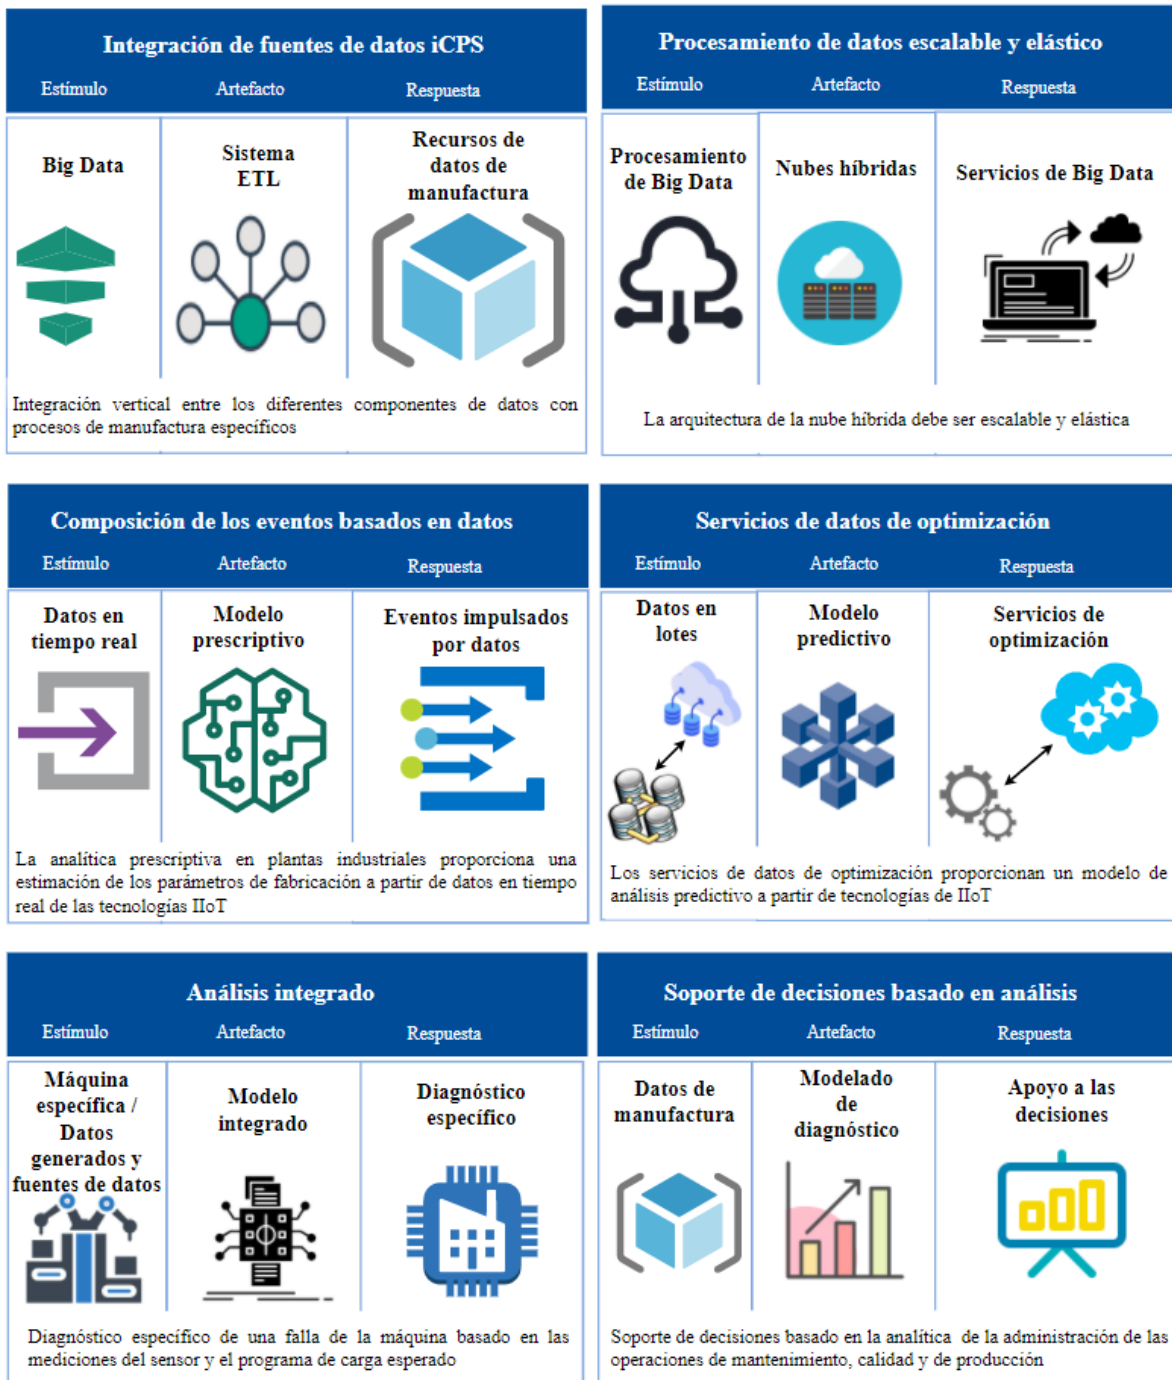 Integración de fuentes de datos iCPS
Estímulo Artefacto Respuesta
Big Data
Sistema
ETL
Recursos de
datos de
manufactura
Integración vertical entre los diferentes componentes de datos con
procesos de manufactura específicos
Procesamiento de datos escalable y elástico
Estímulo Artefacto Respuesta
Procesamiento
de Big Data
Nubes híbridas
Servicios de Big Data
La arquitectura de la nube híbrida debe ser escalable y elástica
Composición de los eventos basados en datos
Estímulo Artefacto Respuesta
Datos en
tiempo real
Modelo
prescriptivo
Eventos impulsados
por datos
La analítica prescriptiva en plantas industriales proporciona una
estimación de los parámetros de fabricación a partir de datos en tiempo
real de las tecnologías IIoT
Servicios de datos de optimización
Estímulo Artefacto Respuesta
Datos en
lotes
Modelo
predictivo
Servicios de
optimización
Los servicios de datos de optimización proporcionan un modelo de
análisis predictivo a partir de tecnologías de IIoT
Análisis integrado
Estímulo Artefacto Respuesta
Máquina
específica /
Datos
generados y
fuentes de datos
Modelo
integrado
Diagnóstico
específico
Diagnóstico específico de una falla de la máquina basado en las
mediciones del sensor y el programa de carga esperado
Soporte de decisiones basado en análisis
Estímulo Artefacto Respuesta
Datos de
manufactura
Modelado
de
diagnóstico
Apoyo a las
decisiones
Soporte de decisiones basado en la analítica de la administración de las
operaciones de mantenimiento, calidad y de producción